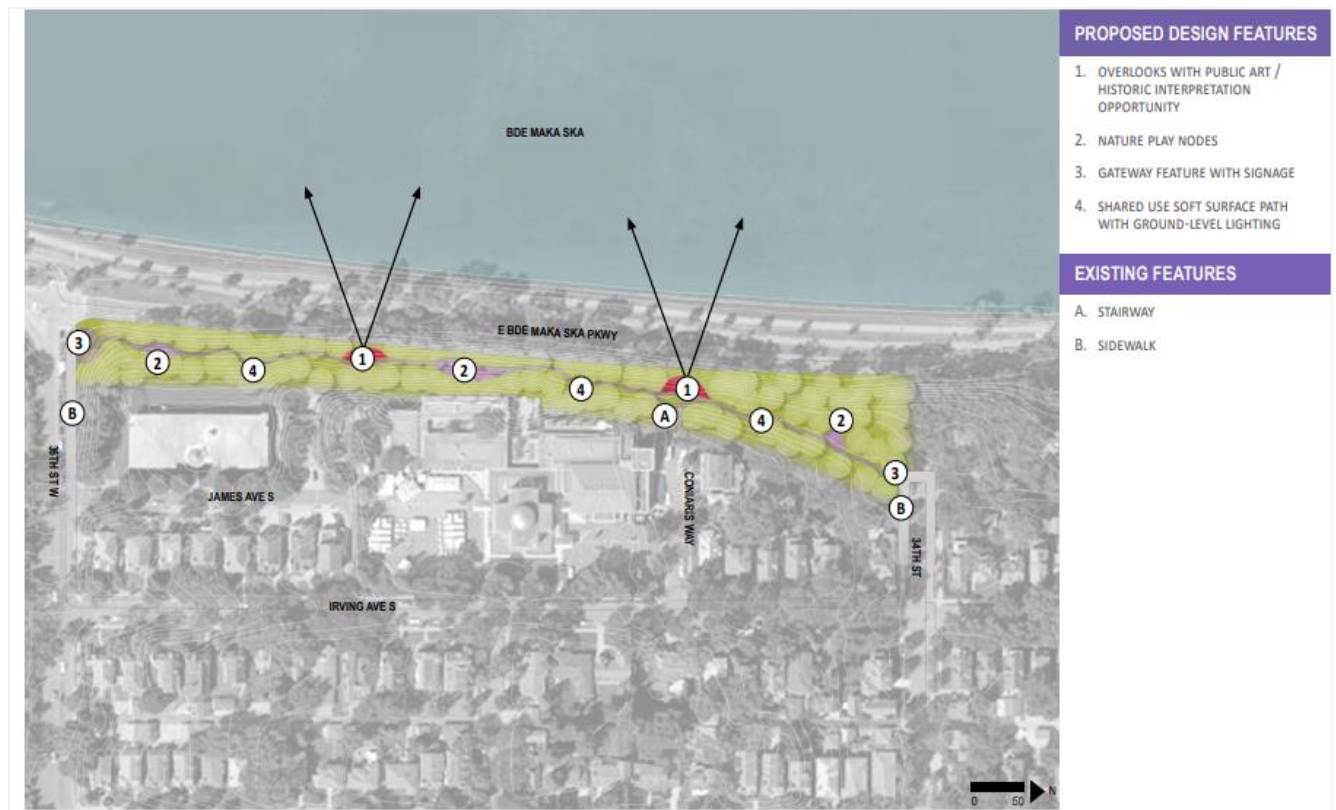 BDE MAKA SKA
E BDE MAKA SKA PKWY
3
2
4
1
2
4
1
A
4
2
3
B
B
36TH ST W
JAMES AVE S
CONIARIS WAY
34TH ST
IRVING AVE S
0 50
N
PROPOSED DESIGN FEATURES
1. OVERLOOKS WITH PUBLIC ART /
HISTORIC INTERPRETATION
OPPORTUNITY
2. NATURE PLAY NODES
3. GATEWAY FEATURE WITH SIGNAGE
4. SHARED USE SOFT SURFACE PATH
WITH GROUND-LEVEL LIGHTING
EXISTING FEATURES
A. STAIRWAY
B. SIDEWALK